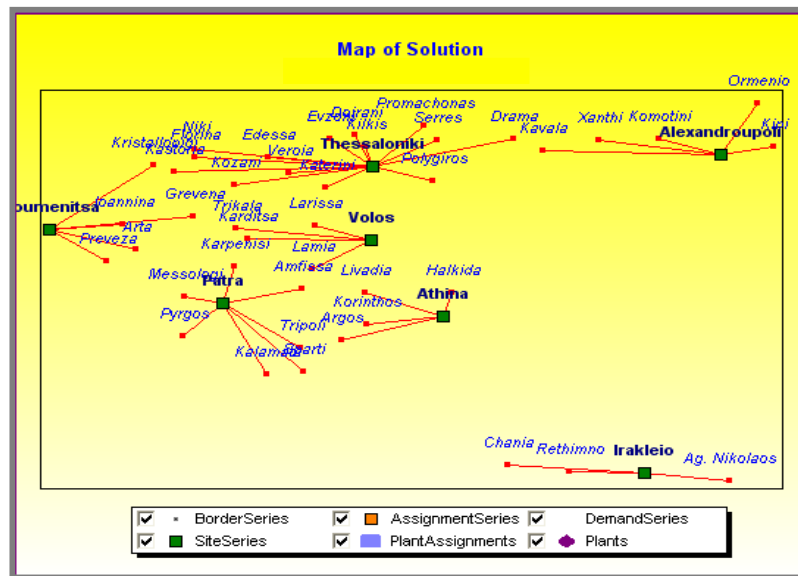 Map of Solution
Ormenio
Promachonas
Doirani
Evzoni
Serres
Drama
Xanthi
Komotini
Kipi
Niki
Kilkis
Florina
Edessa
Kavala
Alexandroupoli
Kristallopigi
Thessaloniki
Kastoria
Veroia
Kozani
Katerini
Polygiros
Grevena
Ioannina
oumenitsa
Trikala
Larissa
Karditsa
Volos
Arta
Preveza
Karpenisi
Lamia
Amfissa
Livadia
Halkida
Messologi
Patra
Athina
Korinthos
Pyrgos
Argos
Tripoli
Sparti
Kalamata
Chania
Rethimno
Irakleio
Ag. Nikolaos
BorderSeries AssignmentSeries DemandSeries
SiteSeries PlantAssignments Plants